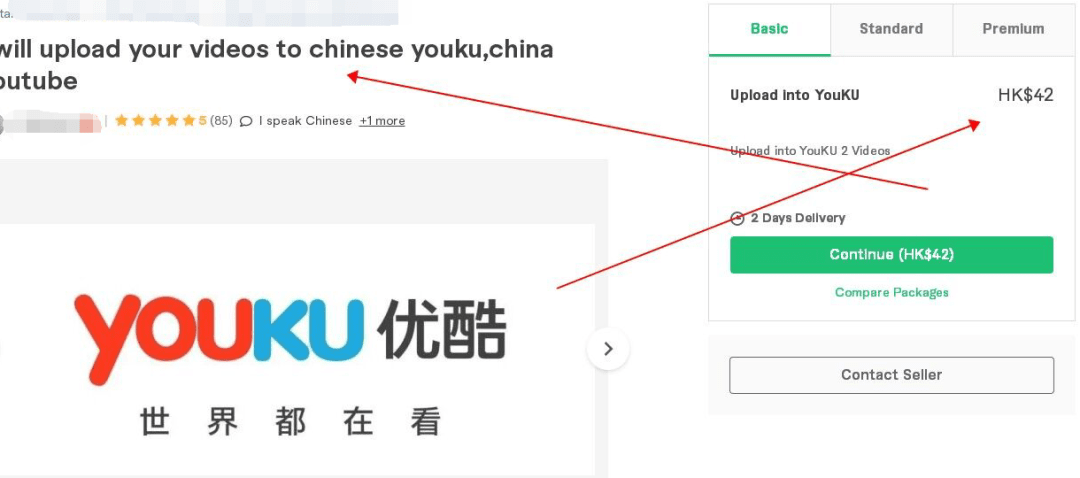 ta.
will upload your videos to chinese youku,china
outube
5 (85) I speak Chinese +1 more
YOUKU 优酷
世界都在看
Basic Standard Premium
Upload into YouKU HK$42
Upload into YouKU 2 Videos
2 Days Delivery
Continue (HK$42)
Compare Packages
Contact Seller